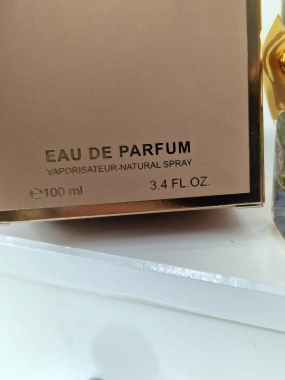 EAU DE PARFUM
VAPORISATEUR-NATURAL SPRAY
℮100 ml 3.4 FL.OZ.